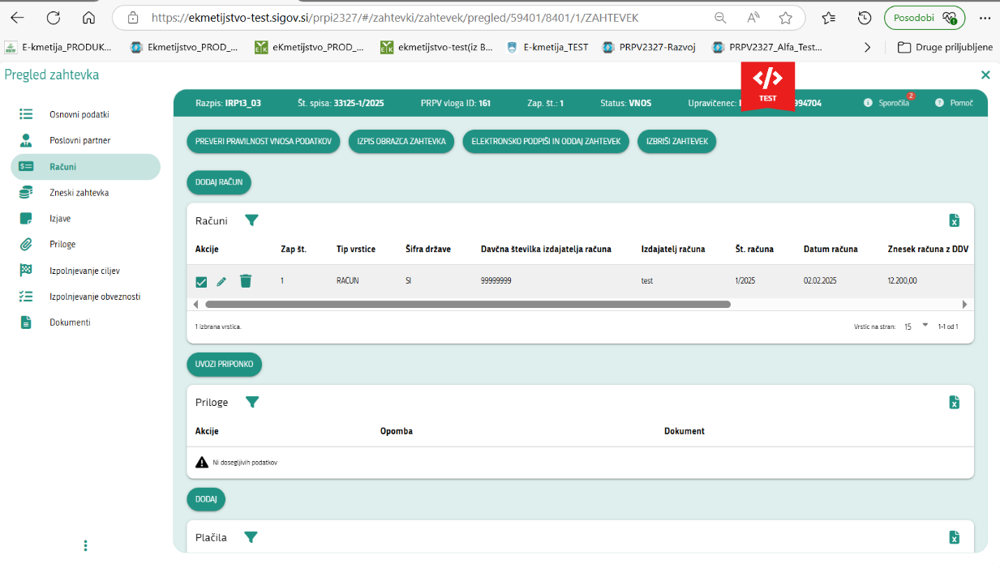 https://ekmetijstvo-test.sigov.si/prpi2327/#/zahtevki/zahtevek/pregled/59401/8401/1/ZAHTEVEK
Posodobi
E-kmetija_PRODUK...
Ekmetijstvo_PROD_...
eKmetijstvo_PROD_...
ekmetijstvo-test(iz B...
E-kmetija_TEST
PRPV2327-Razvoj
PRPV2327_Alfa_Test...
Druge priljubljene
Pregled zahtevka
Osnovni podatki
Poslovni partner
Računi
Zneski zahtevka
Izjave
Priloge
Izpolnjevanje ciljev
Izpolnjevanje obveznosti
Dokumenti
Razpis: IRP13_03
Št. spisa: 33125-1/2025
PRPV vloga ID: 161
Zap. št.: 1
Status: VNOS
Upravičenec:
994704
</> TEST
Sporočila 2
Pomoč
PREVERI PRAVILNOST VNOSA PODATKOV
IZPIS OBRAZCA ZAHTEVKA
ELEKTRONSKO PODPIŠI IN ODDAJ ZAHTEVEK
IZBRIŠI ZAHTEVEK
DODAJ RAČUN
Računi
Akcije Zap št. Tip vrstice Šifra države Davčna številka izdajatelja računa Izdajatelj računa Št. računa Datum računa Znesek računa z DDV
1 RACUN SI 99999999 test 1/2025 02.02.2025 12.200,00
1 izbrana vrstica.
Vrstic na stran: 15 1-1 od 1
UVOZI PRIPONKO
Priloge
Akcije Opomba Dokument
Ni dosegljivih podatkov
DODAJ
Plačila